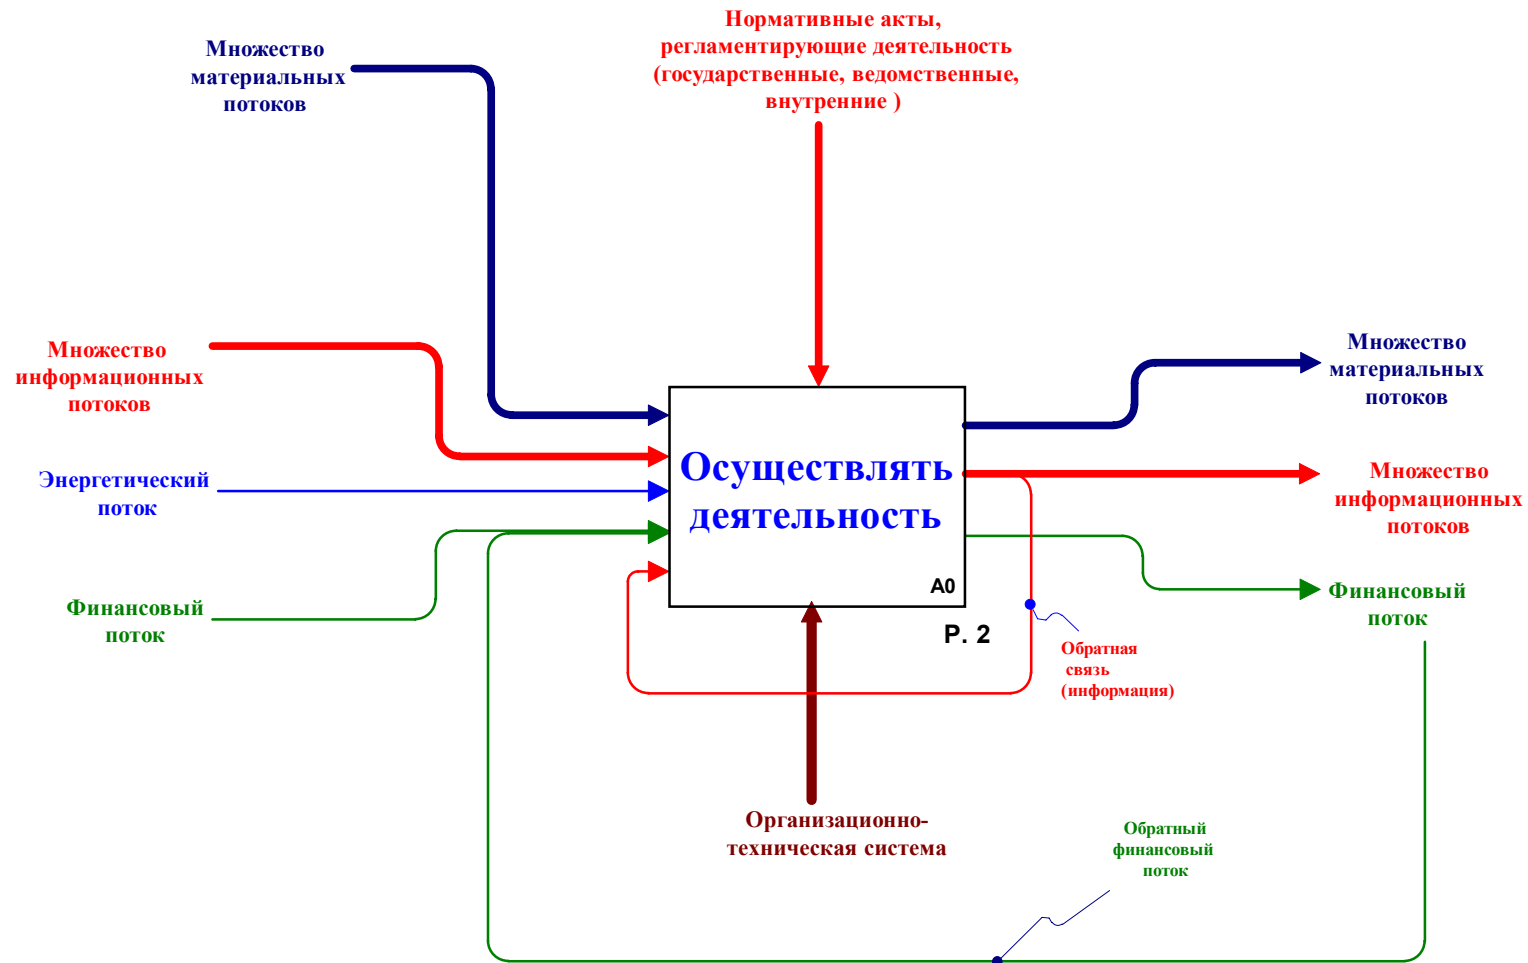 Нормативные акты,
регламентирующие деятельность
(государственные, ведомственные,
внутренние )
Множество
материальных
потоков
Множество
информационных
потоков
Энергетический
поток
Финансовый
поток
Осуществлять
деятельность
A0
P. 2
Множество
материальных
потоков
Множество
информационных
потоков
Финансовый
поток
Обратная
связь
(информация)
Организационно-
техническая система
Обратный
финансовый
поток